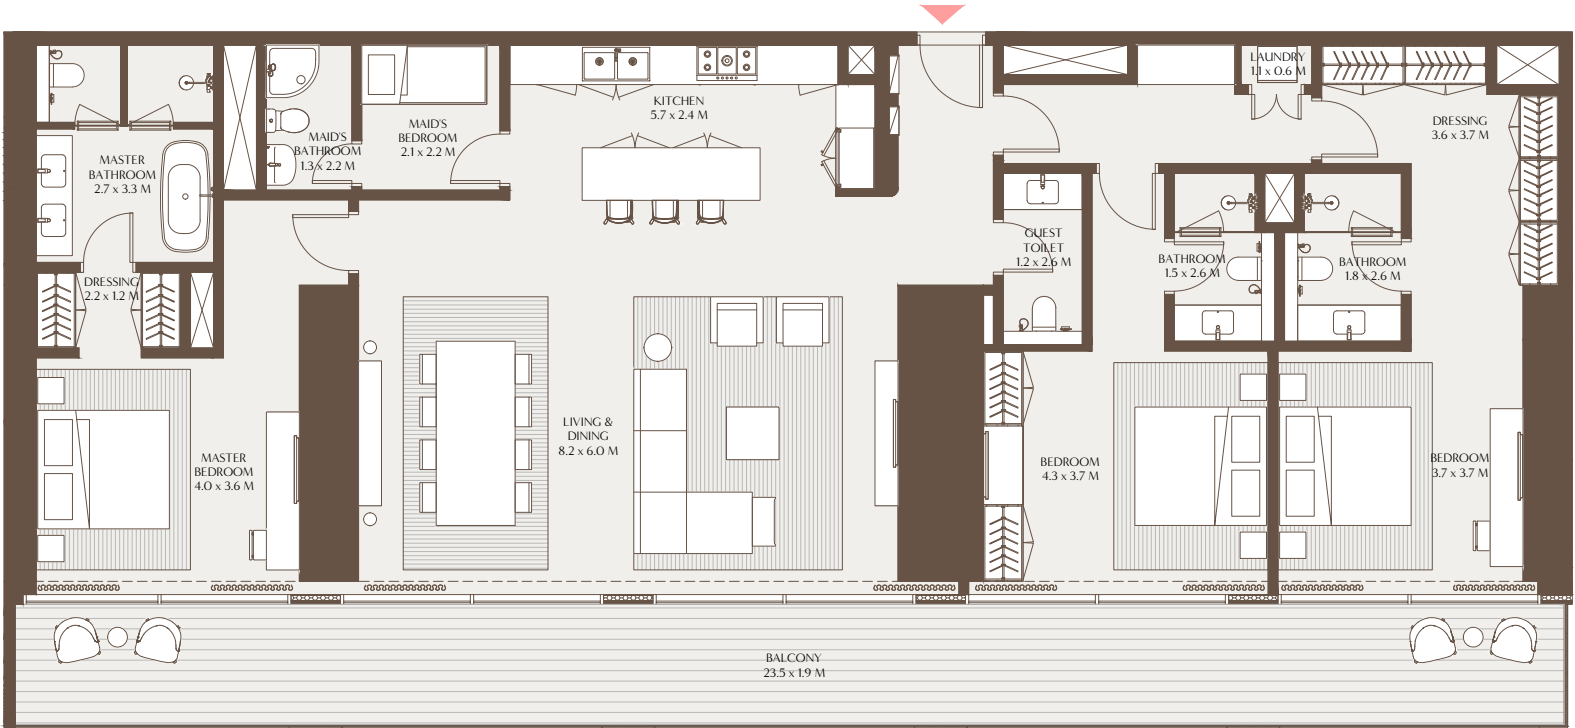 LAUNDRY
1.1 x 0.6 M
KITCHEN
5.7 x 2.4 M
MAID'S
BEDROOM
2.1 x 2.2 M
MAID'S
BATHROOM
1.3 x 2.2 M
DRESSING
3.6 x 3.7 M
MASTER
BATHROOM
2.7 x 3.3 M
GUEST
TOILET
1.2 x 2.6 M
BATHROOM
1.5 x 2.6 M
BATHROOM
1.8 x 2.6 M
DRESSING
2.2 x 1.2 M
LIVING &
DINING
8.2 x 6.0 M
MASTER
BEDROOM
4.0 x 3.6 M
BEDROOM
4.3 x 3.7 M
BEDROOM
3.7 x 3.7 M
BALCONY
23.5 x 1.9 M